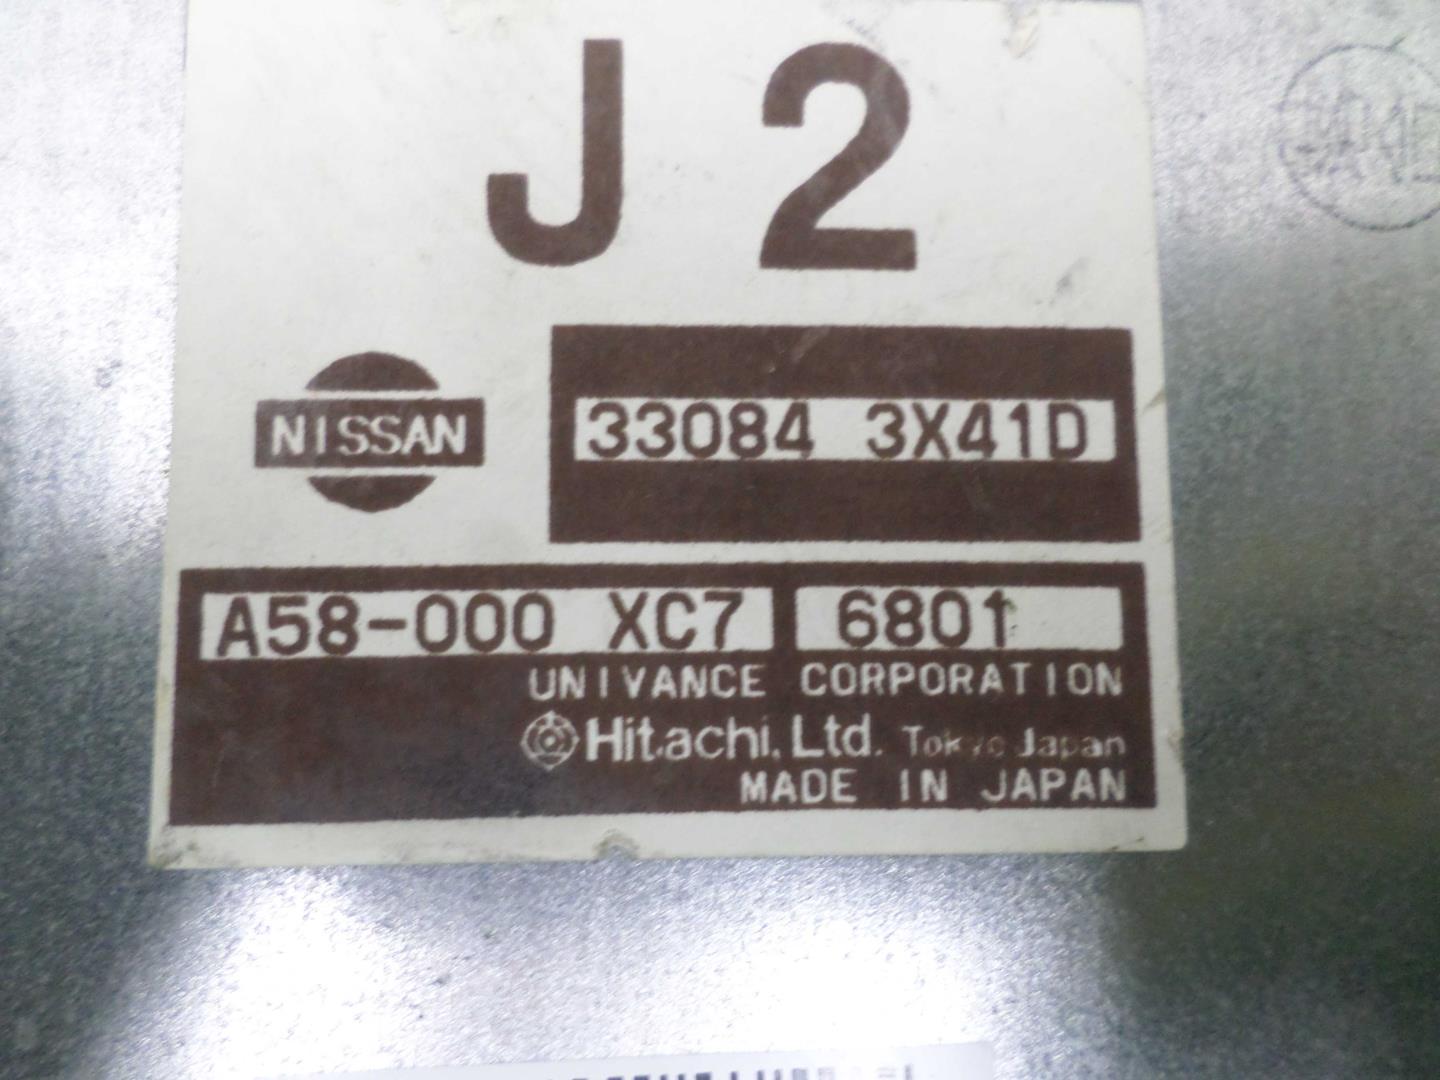 J 2
NISSAN
33084 3X41D
A58-000 XC7 6801
UNIVANCE CORPORATION
Hitachi, Ltd. Tokyo Japan
MADE IN JAPAN